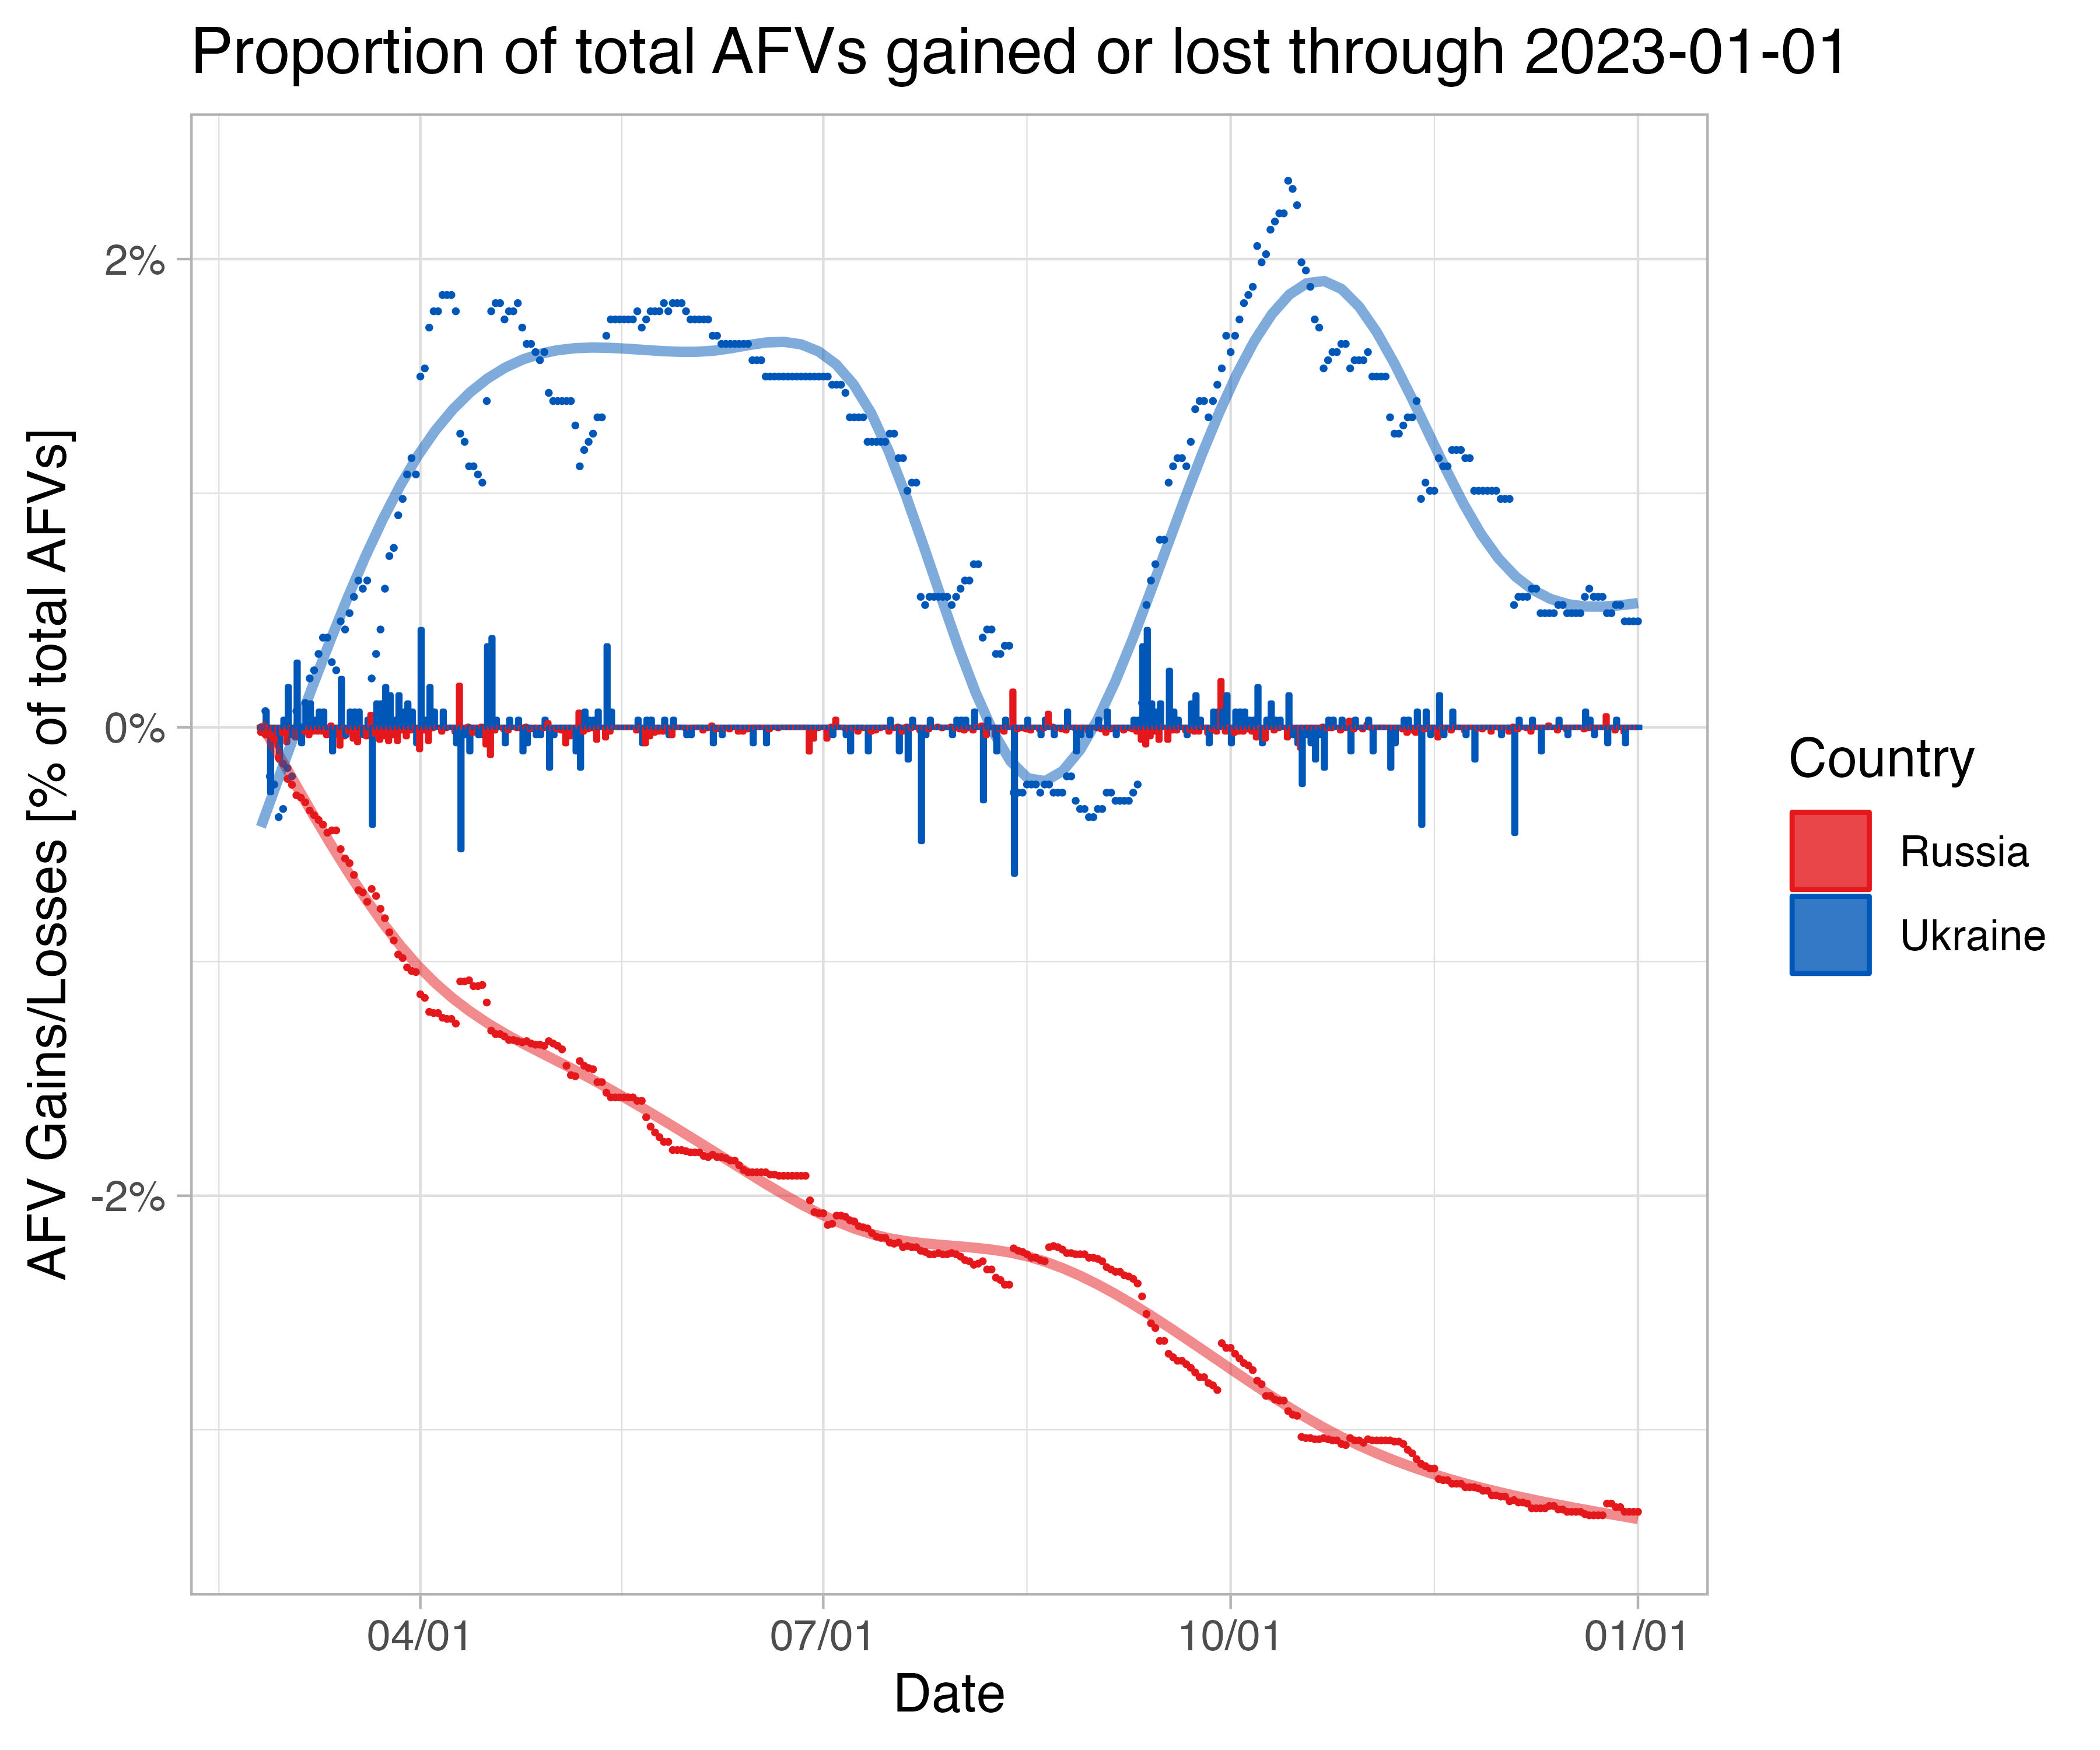 Proportion of total AFVs gained or lost through 2023-01-01
AFV Gains/Losses [% of total AFVs]
2%
0%
-2%
04/01
07/01
10/01
01/01
Date
Country
Russia
Ukraine